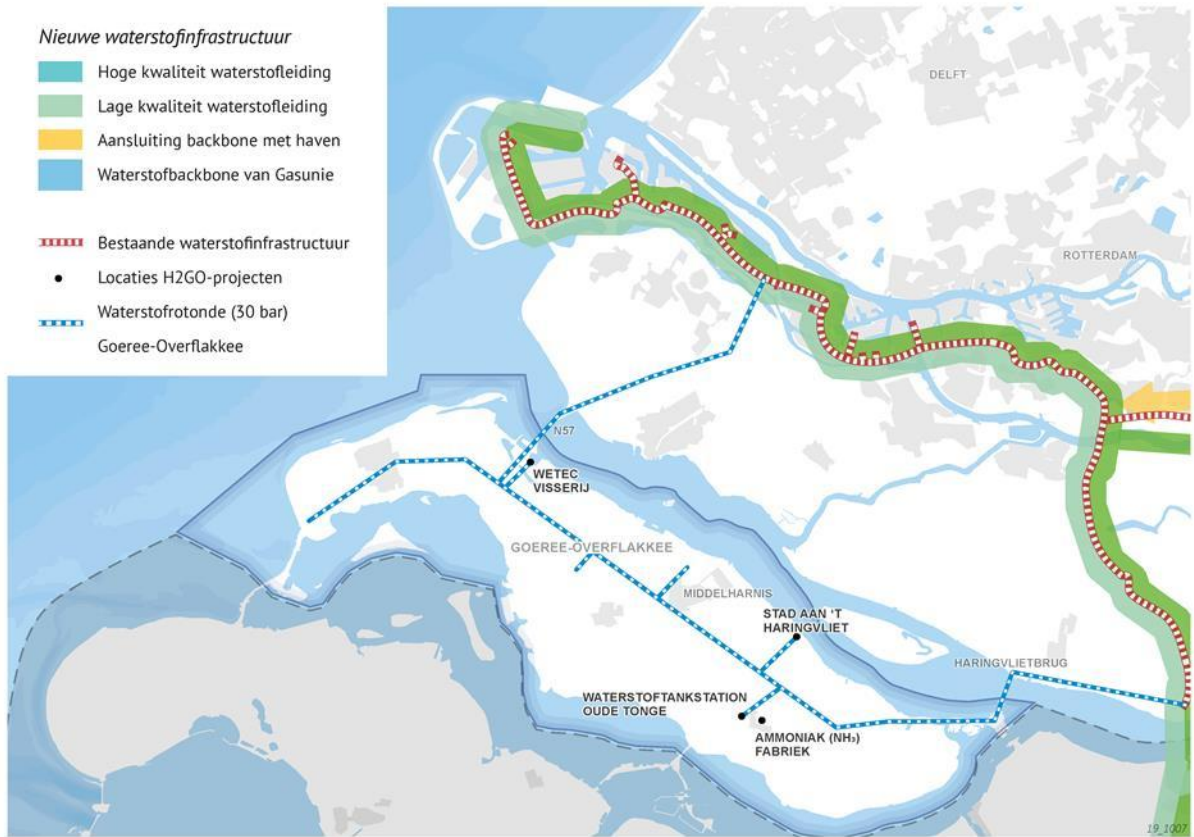 Nieuwe waterstofinfrastructuur
Hoge kwaliteit waterstofleiding
Lage kwaliteit waterstofleiding
Aansluiting backbone met haven
Waterstofbackbone van Gasunie
Bestaande waterstofinfrastructuur
Locaties H2GO-projecten
Waterstofrotonde (30 bar)
Goeree-Overflakkee
DELFT
ROTTERDAM
N57
WETEC
VISSERIJ
GOEREE-OVERFLAKKEE
MIDDELHARNIS
STAD AAN 'T
HARINGVLIET
HARINGVLIETBRUG
WATERSTOFTANKSTATION
OUDE TONGE
AMMONIAK (NH₃)
FABRIEK
19_1007